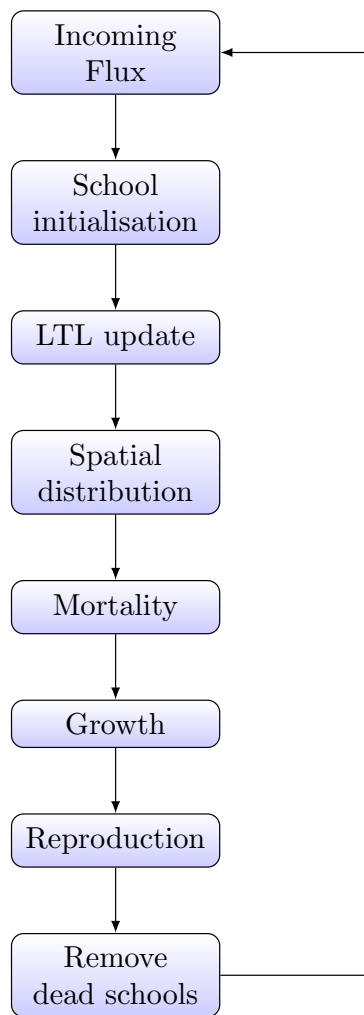 Incoming
Flux
School
initialisation
LTL update
Spatial
distribution
Mortality
Growth
Reproduction
Remove
dead schools